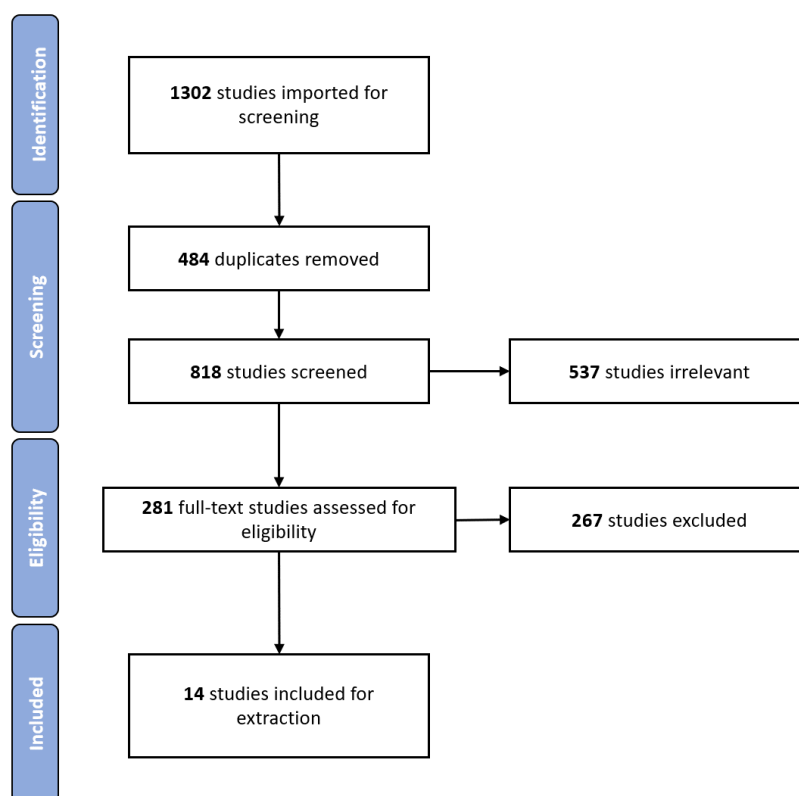 Identification
1302 studies imported for
screening
484 duplicates removed
Screening
818 studies screened
537 studies irrelevant
Eligibility
281 full-text studies assessed for
eligibility
267 studies excluded
Included
14 studies included for
extraction